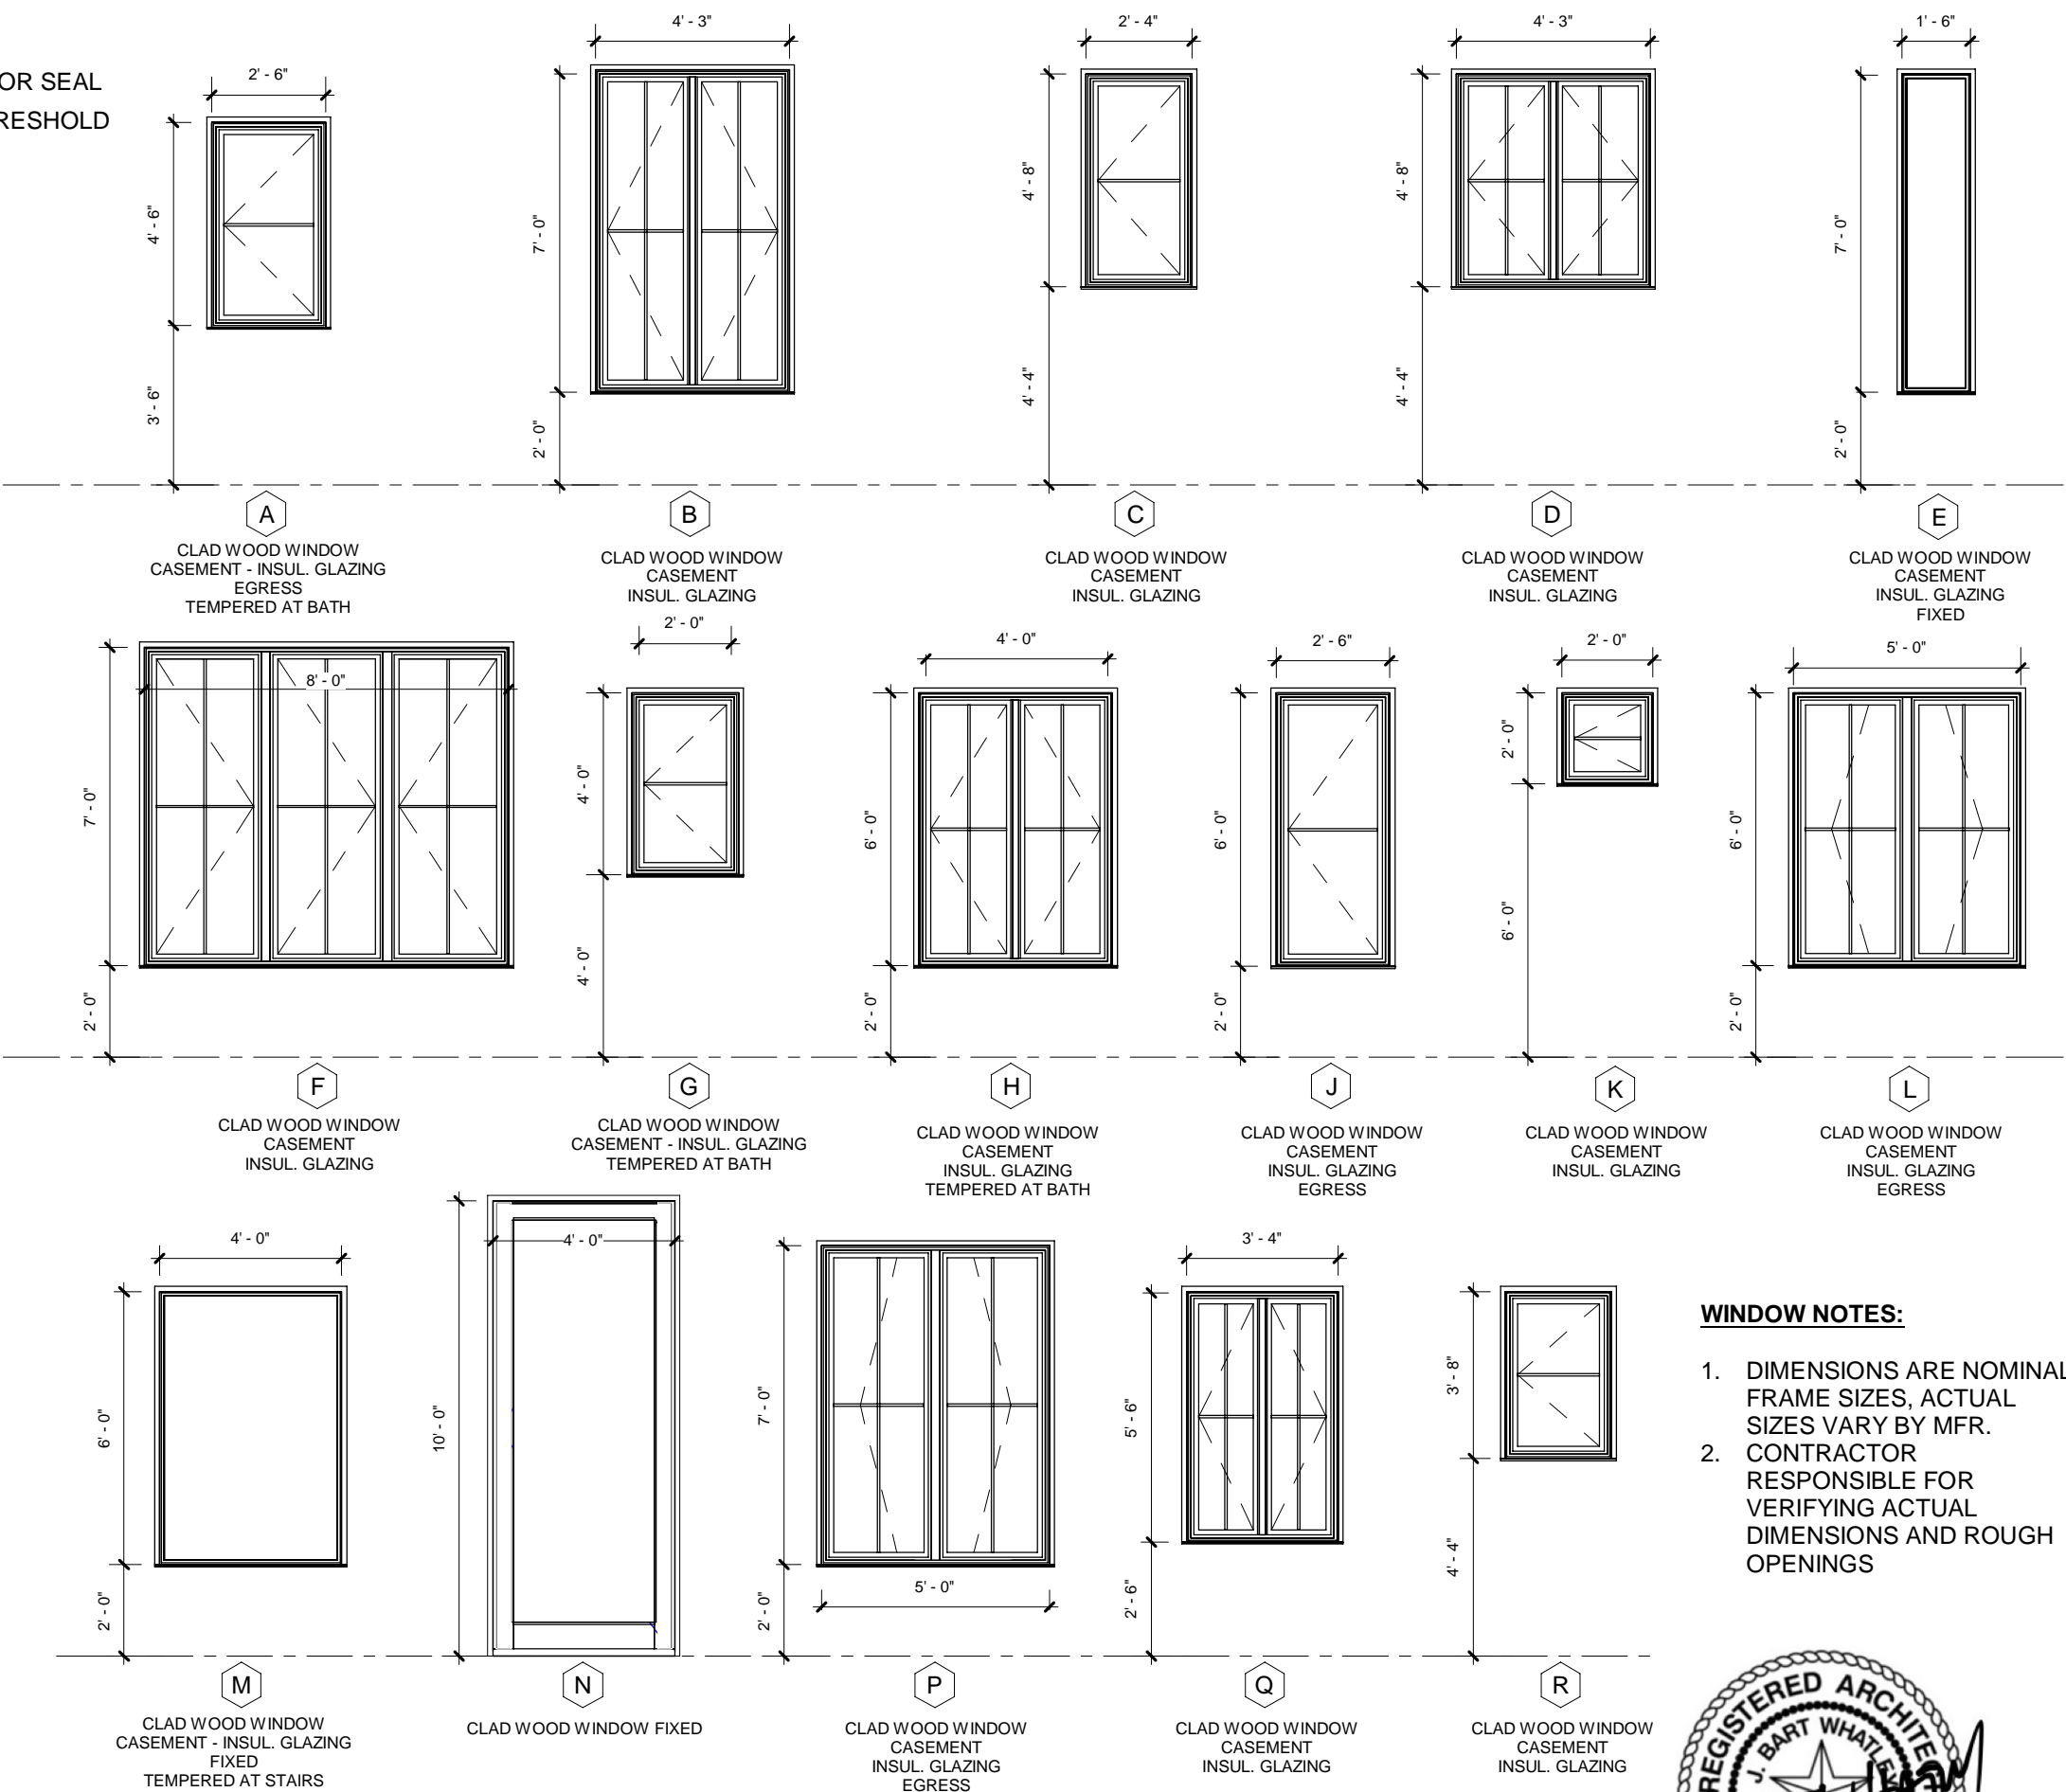 OR SEAL
RESHOLD
2' - 6"
4' - 6"
3' - 6"
A
CLAD WOOD WINDOW
CASEMENT - INSUL. GLAZING
EGRESS
TEMPERED AT BATH
4' - 3"
7' - 0"
2' - 0"
B
CLAD WOOD WINDOW
CASEMENT
INSUL. GLAZING
2' - 4"
4' - 8"
4' - 4"
C
CLAD WOOD WINDOW
CASEMENT
INSUL. GLAZING
4' - 3"
4' - 8"
4' - 4"
D
CLAD WOOD WINDOW
CASEMENT
INSUL. GLAZING
1' - 6"
7' - 0"
2' - 0"
E
CLAD WOOD WINDOW
CASEMENT
INSUL. GLAZING
FIXED
8' - 0"
7' - 0"
2' - 0"
F
CLAD WOOD WINDOW
CASEMENT
INSUL. GLAZING
2' - 0"
4' - 0"
4' - 0"
G
CLAD WOOD WINDOW
CASEMENT - INSUL. GLAZING
TEMPERED AT BATH
4' - 0"
6' - 0"
2' - 0"
H
CLAD WOOD WINDOW
CASEMENT
INSUL. GLAZING
TEMPERED AT BATH
2' - 6"
6' - 0"
2' - 0"
J
CLAD WOOD WINDOW
CASEMENT
INSUL. GLAZING
EGRESS
2' - 0"
2' - 0"
6' - 0"
K
CLAD WOOD WINDOW
CASEMENT
INSUL. GLAZING
5' - 0"
6' - 0"
2' - 0"
L
CLAD WOOD WINDOW
CASEMENT
INSUL. GLAZING
EGRESS
4' - 0"
6' - 0"
2' - 0"
M
CLAD WOOD WINDOW
CASEMENT - INSUL. GLAZING
FIXED
TEMPERED AT STAIRS
4' - 0"
10' - 0"
N
CLAD WOOD WINDOW FIXED
7' - 0"
2' - 0"
5' - 0"
P
CLAD WOOD WINDOW
CASEMENT
INSUL. GLAZING
EGRESS
3' - 4"
5' - 6"
2' - 6"
Q
CLAD WOOD WINDOW
CASEMENT
INSUL. GLAZING
3' - 8"
4' - 4"
R
CLAD WOOD WINDOW
CASEMENT
INSUL. GLAZING
WINDOW NOTES:
1. DIMENSIONS ARE NOMINAL
FRAME SIZES, ACTUAL
SIZES VARY BY MFR.
2. CONTRACTOR
RESPONSIBLE FOR
VERIFYING ACTUAL
DIMENSIONS AND ROUGH
OPENINGS
REGISTERED ARCHITE
J. BART WHATLEY